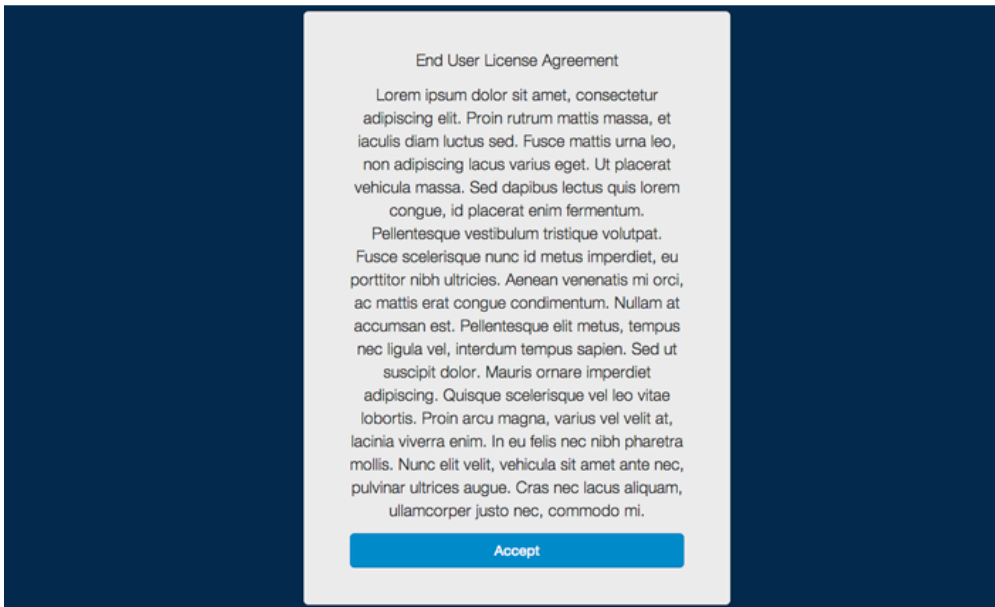 End User License Agreement
Lorem ipsum dolor sit amet, consectetur
adipiscing elit. Proin rutrum mattis massa, et
iaculis diam luctus sed. Fusce mattis urna leo,
non adipiscing lacus varius eget. Ut placerat
vehicula massa. Sed dapibus lectus quis lorem
congue, id placerat enim fermentum.
Pellentesque vestibulum tristique volutpat.
Fusce scelerisque nunc id metus imperdiet, eu
porttitor nibh ultricies. Aenean venenatis mi orci,
ac mattis erat congue condimentum. Nullam at
accumsan est. Pellentesque elit metus, tempus
nec ligula vel, interdum tempus sapien. Sed ut
suscipit dolor. Mauris ornare imperdiet
adipiscing. Quisque scelerisque vel leo vitae
lobortis. Proin arcu magna, varius vel velit at,
lacinia viverra enim. In eu felis nec nibh pharetra
mollis. Nunc elit velit, vehicula sit amet ante nec,
pulvinar ultrices augue. Cras nec lacus aliquam,
ullamcorper justo nec, commodo mi.
Accept